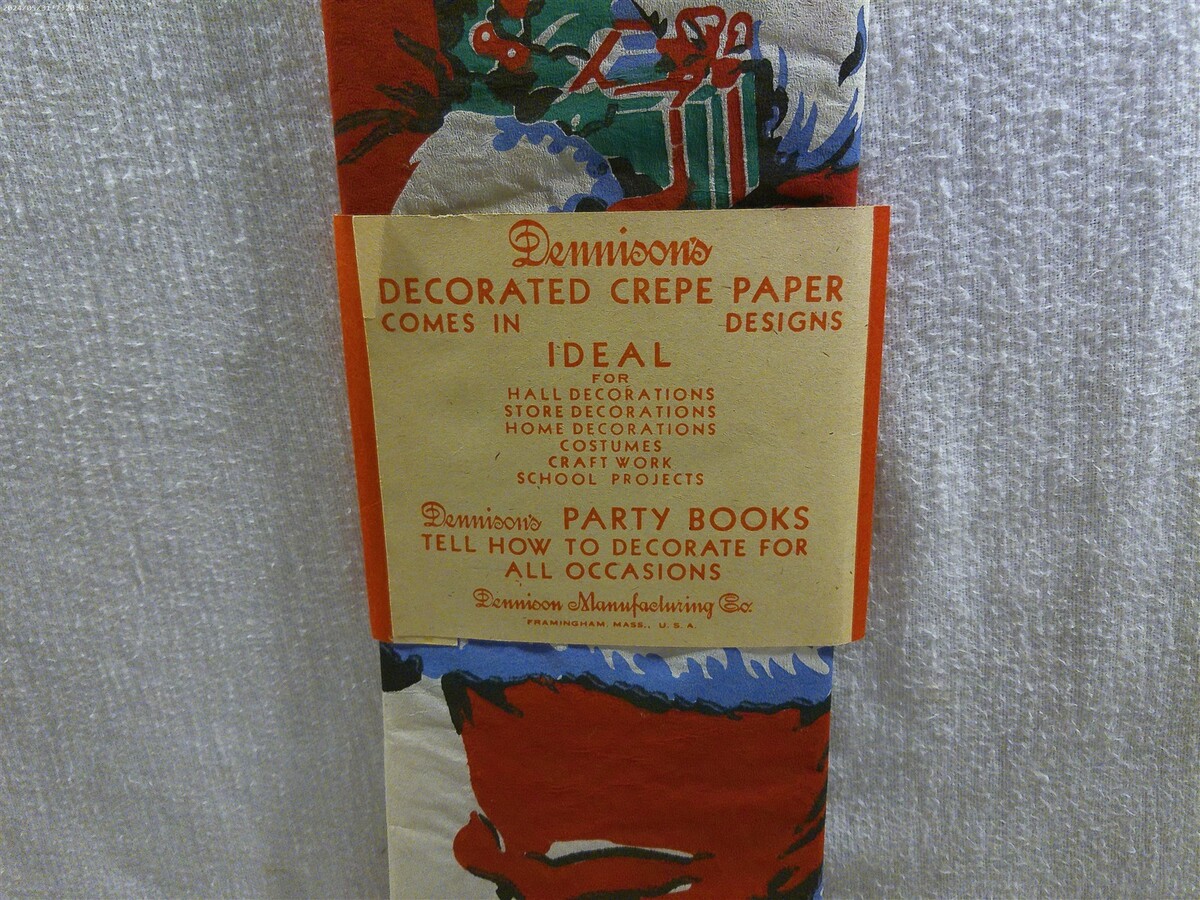 Dennison's
DECORATED CREPE PAPER
COMES IN DESIGNS
IDEAL
FOR
HALL DECORATIONS
STORE DECORATIONS
HOME DECORATIONS
COSTUMES
CRAFT WORK
SCHOOL PROJECTS
Dennison's PARTY BOOKS
TELL HOW TO DECORATE FOR
ALL OCCASIONS
Dennison Manufacturing Co.
FRAMINGHAM, MASS., U. S. A.